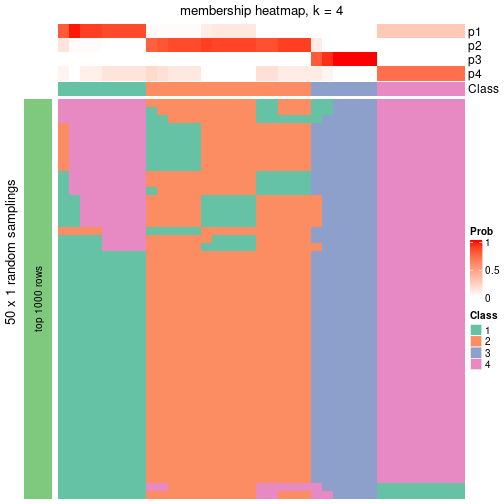 membership heatmap, k = 4
p1
p2
p3
p4
Class
50 x 1 random samplings
top 1000 rows
Prob
1
0.5
0
Class
1
2
3
4